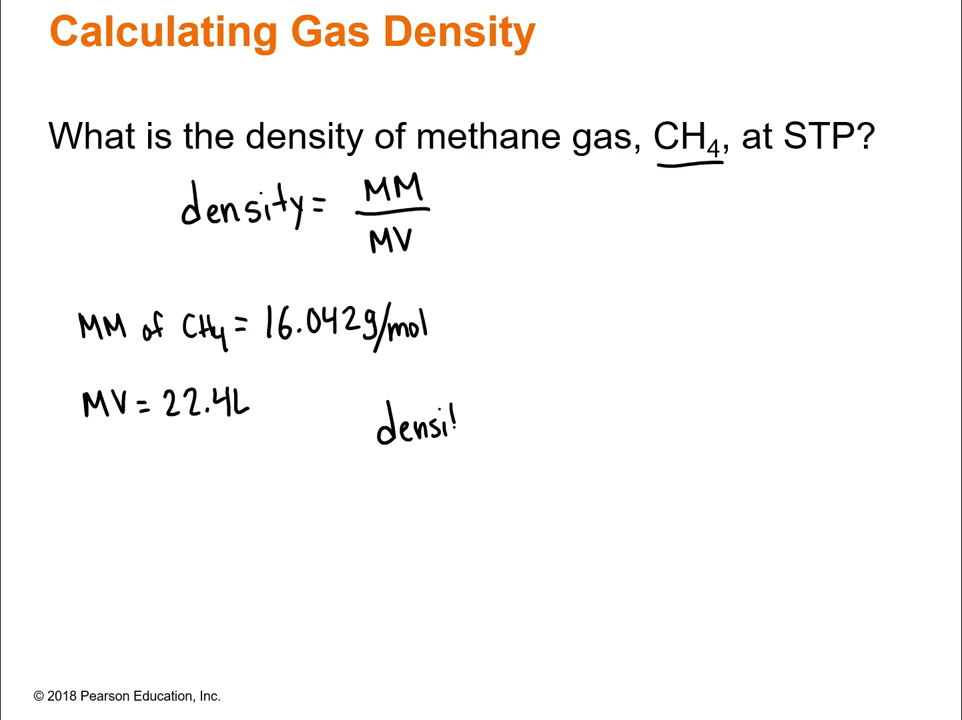 Calculating Gas Density
What is the density of methane gas, CH₄, at STP?
density = MM
MV
MM of CH₄ = 16.042g/mol
MV = 22.4L
densi
© 2018 Pearson Education, Inc.